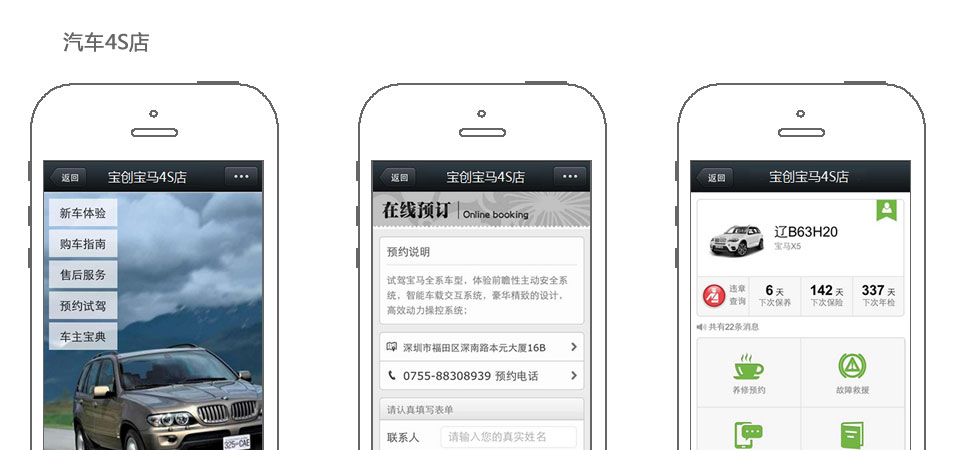 汽车4S店
返回
宝创宝马4S店
新车体验
购车指南
售后服务
预约试驾
车主宝典
325-CAE
返回
宝创宝马4S店
在线预订
Online booking
预约说明
试驾宝马全系车型，体验前瞻性主动安全系
统，智能车载交互系统，豪华精致的设计，
高效动力操控系统；
深圳市福田区深南路本元大厦16B
0755-88308939 预约电话
请认真填写表单
联系人
请输入您的真实姓名
返回
宝创宝马4S店
辽B63H20
宝马X5
违章
查询
6 天
下次保养
142 天
下次保险
337 天
下次年检
共有22条消息
养修预约
故障救援